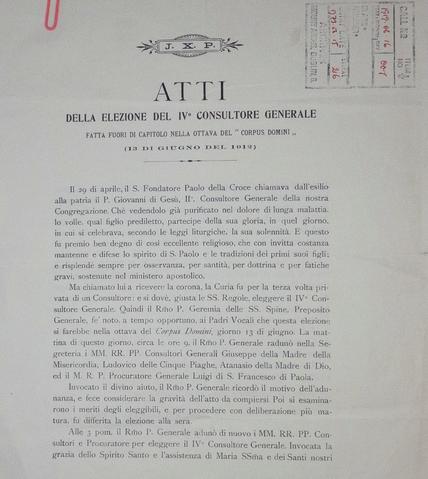 J. X. P.
ATTI
DELLA ELEZIONE DEL IVº CONSULTORE GENERALE
FATTA FUORI DI CAPITOLO NELLA OTTAVA DEL " CORPUS DOMINI „
(13 DI GIUGNO DEL 1912)
Il 29 di aprile, il S. Fondatore Paolo della Croce chiamava dall'esilio
alla patria il P. Giovanni di Gesù, IIº. Consultore Generale della nostra
Congregazione. Chè vedendolo già purificato nel dolore di lunga malattia,
lo volle, qual figlio prediletto, partecipe della sua gloria, in quel giorno,
in cui si celebrava, secondo le leggi liturgiche, la sua solennità. E questo
fu premio ben degno di così eccellente religioso, che con invitta costanza
mantenne e difese lo spirito di S. Paolo e le tradizioni dei primi suoi figli;
e risplendè sempre per osservanza, per santità, per dottrina e per fatiche
gravi, sostenute nel ministero apostolico.
Ma chiamato lui a ricevere la corona, la Curia fu per la terza volta pri-
vata di un Consultore: e si dovè, giusta le SS. Regole, eleggere il IVº Con-
sultore Generale. Quindi il Rmo P. Geremia delle SS. Spine, Preposito
Generale, fe' noto, a tempo opportuno, ai Padri Vocali che questa elezione
si farebbe nella ottava del Corpus Domini, giorno 13 di giugno. La mat-
tina di questo giorno, circa le ore 9, il Rmo P. Generale radunò nella Se-
greteria i MM. RR. PP. Consultori Generali Giuseppe della Madre della
Misericordia, Ludovico delle Cinque Piaghe, Atanasio della Madre di Dio,
ed il M. R. P. Procuratore Generale Luigi di S. Francesco di Paola.
Invocato il divino aiuto, il Rmo P. Generale ricordò il motivo dell'adu-
nanza, e fece considerare la gravità dell'atto da compiersi Poi si esamina-
rono i meriti degli eleggibili, e per procedere con deliberazione più ma-
tura, fu differita la elezione alla sera.
Alle 3 pom. il Rmo P. Generale adunò di nuovo i MM. RR. PP. Con-
sultori e Procuratore per eleggere il IVº Consultore Generale. Invocata la
grazia dello Spirito Santo e l'assistenza di Maria SSma e dei Santi nostri